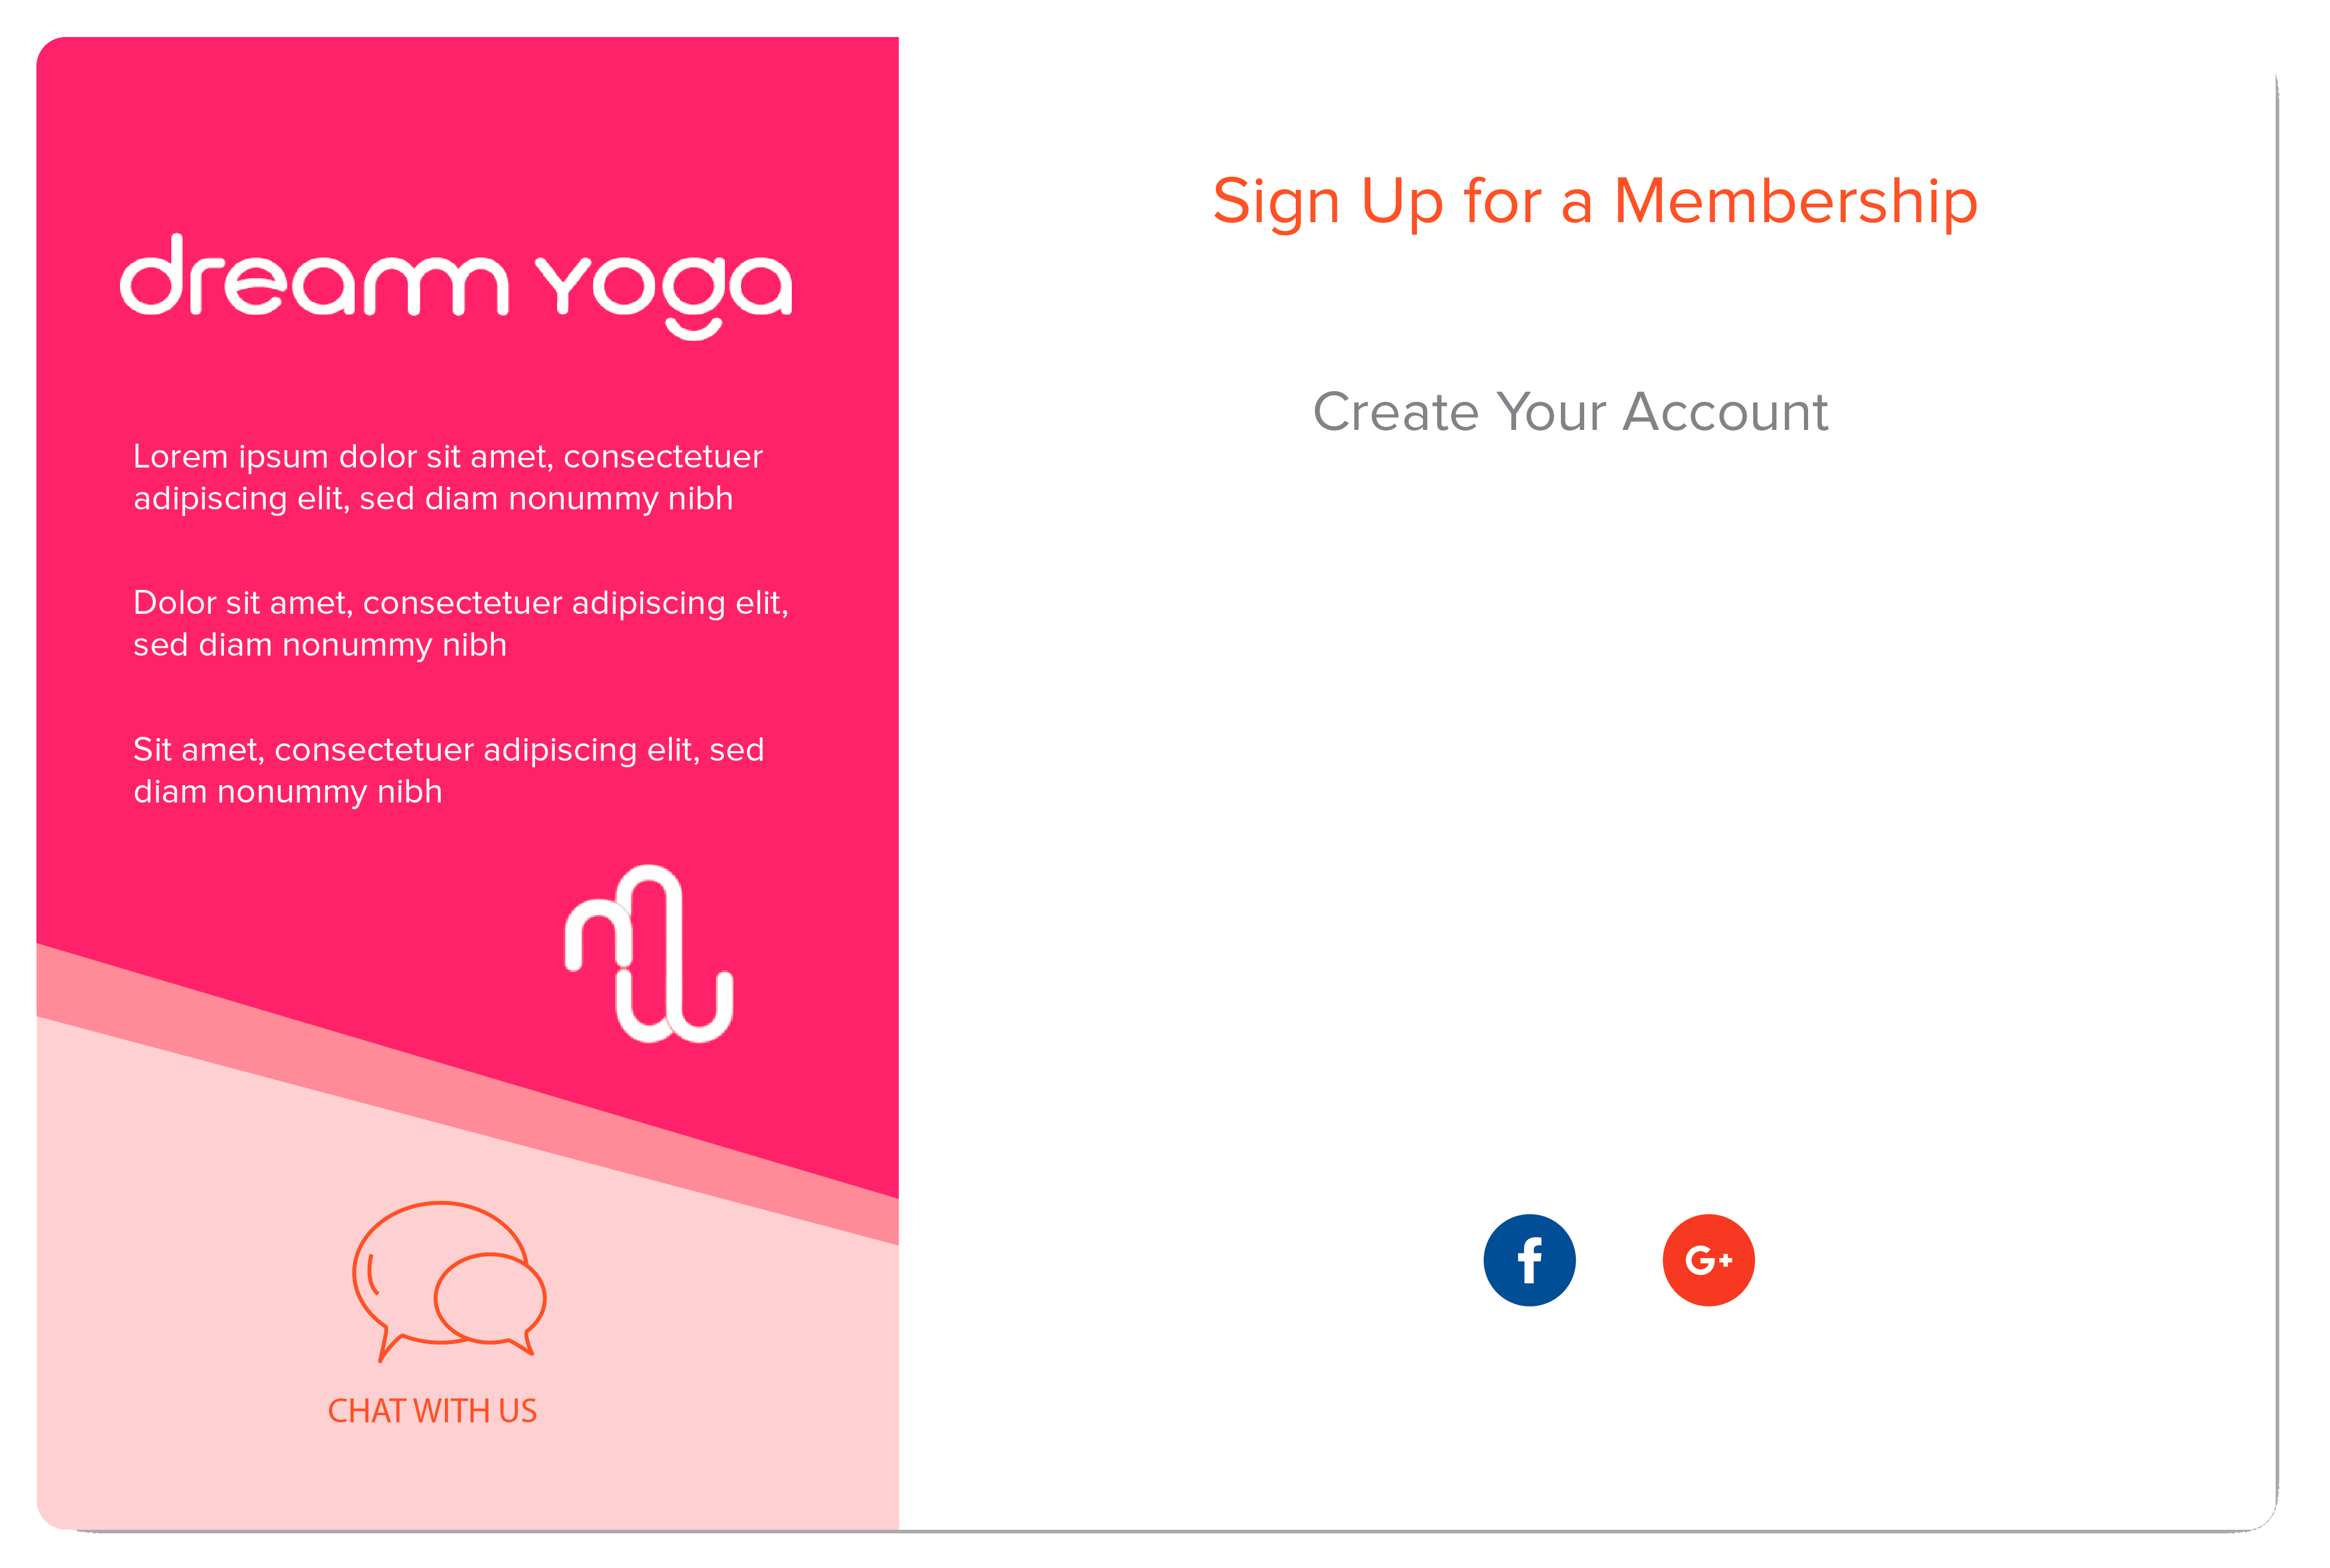 dream yoga
Lorem ipsum dolor sit amet, consectetuer
adipiscing elit, sed diam nonummy nibh
Dolor sit amet, consectetuer adipiscing elit,
sed diam nonummy nibh
Sit amet, consectetuer adipiscing elit, sed
diam nonummy nibh
CHAT WITH US
Sign Up for a Membership
Create Your Account
f
G+